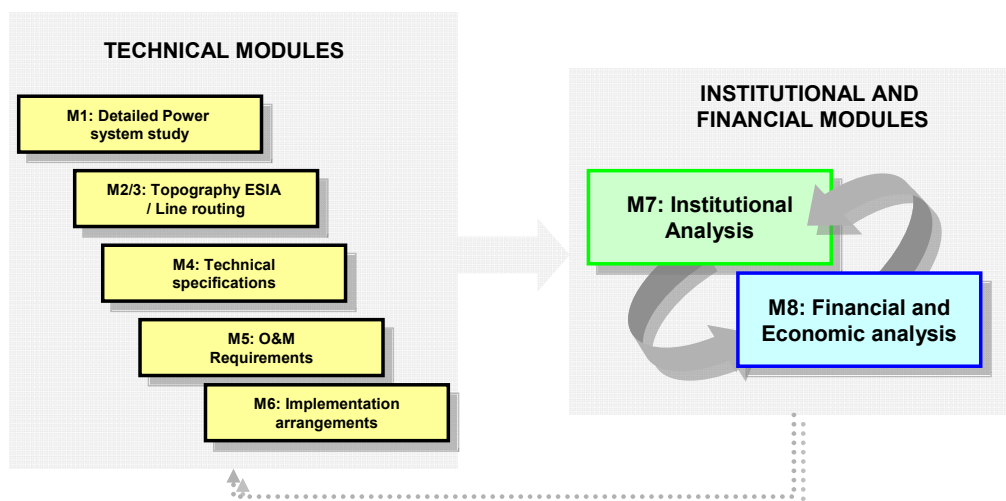 TECHNICAL MODULES
M1: Detailed Power
system study
M2/3: Topography ESIA
/ Line routing
M4: Technical
specifications
M5: O&M
Requirements
M6: Implementation
arrangements
INSTITUTIONAL AND
FINANCIAL MODULES
M7: Institutional
Analysis
M8: Financial and
Economic analysis